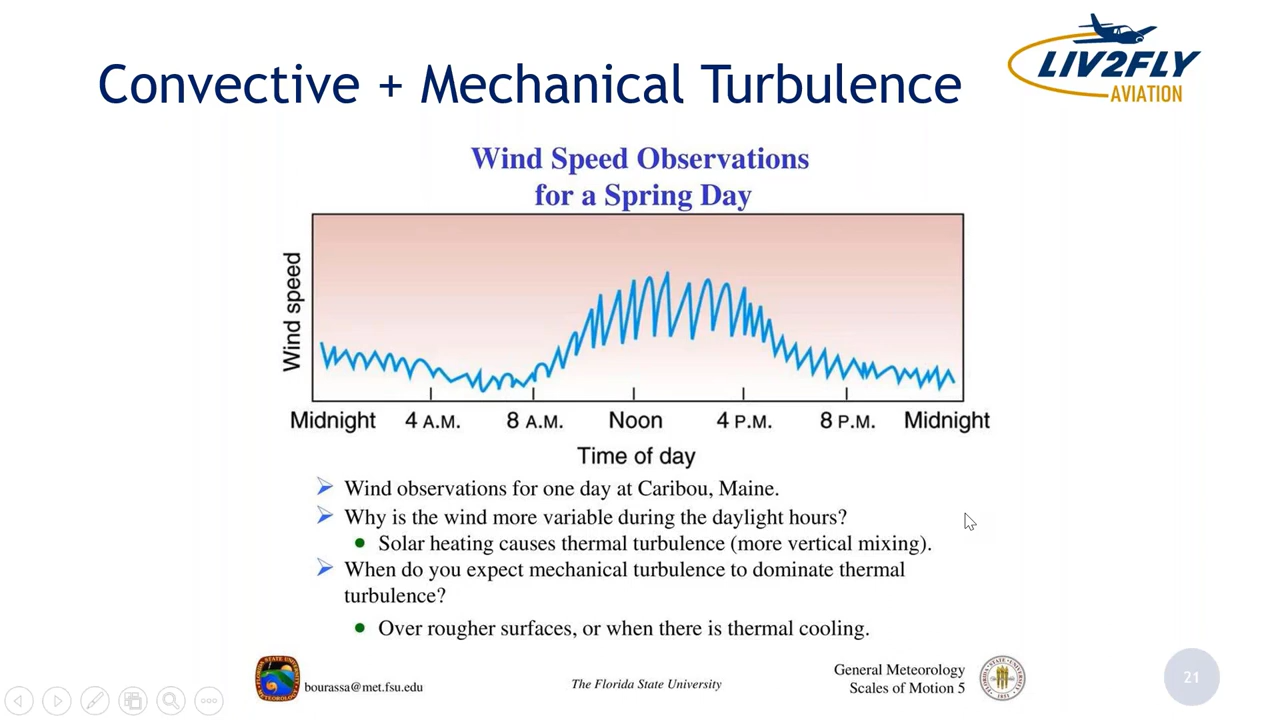 Convective + Mechanical Turbulence
LIV2FLY
AVIATION
Wind Speed Observations
for a Spring Day
Wind speed
Midnight 4 A.M. 8 A.M. Noon 4 P.M. 8 P.M. Midnight
Time of day
Wind observations for one day at Caribou, Maine.
Why is the wind more variable during the daylight hours?
Solar heating causes thermal turbulence (more vertical mixing).
When do you expect mechanical turbulence to dominate thermal
turbulence?
Over rougher surfaces, or when there is thermal cooling.
bourassa@met.fsu.edu
The Florida State University
General Meteorology
Scales of Motion 5
21